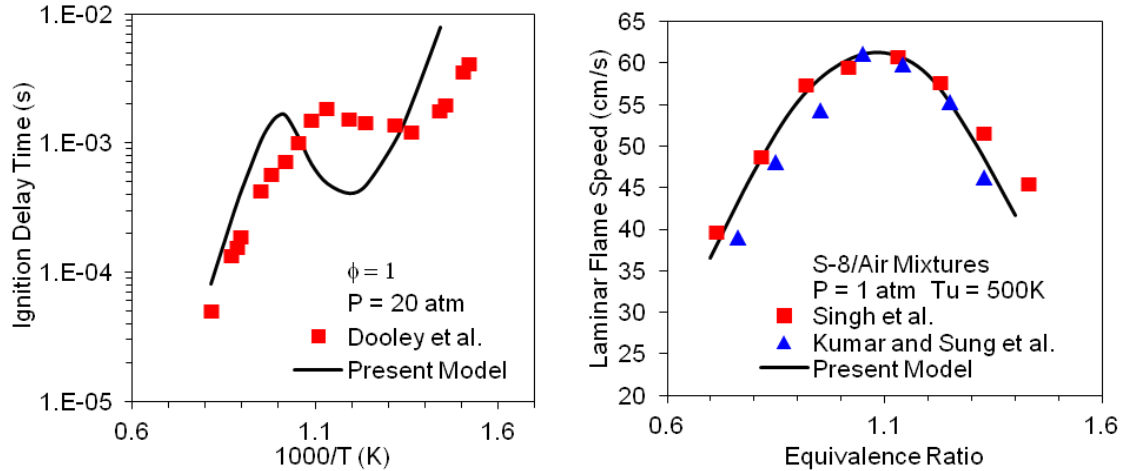 1.E-02
1.E-03
1.E-04
1.E-05
Ignition Delay Time (s)
ϕ = 1
P = 20 atm
Dooley et al.
Present Model
0.6
1.1
1.6
1000/T (K)
65
60
55
50
45
40
35
30
25
20
Laminar Flame Speed (cm/s)
S-8/Air Mixtures
P = 1 atm Tu = 500K
Singh et al.
Kumar and Sung et al.
Present Model
0.6
1.1
1.6
Equivalence Ratio